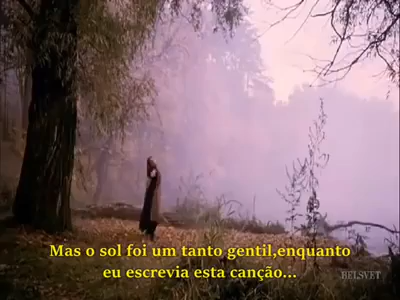 Mas o sol foi um tanto gentil,enquanto
eu escrevia esta canção...
BELSVET